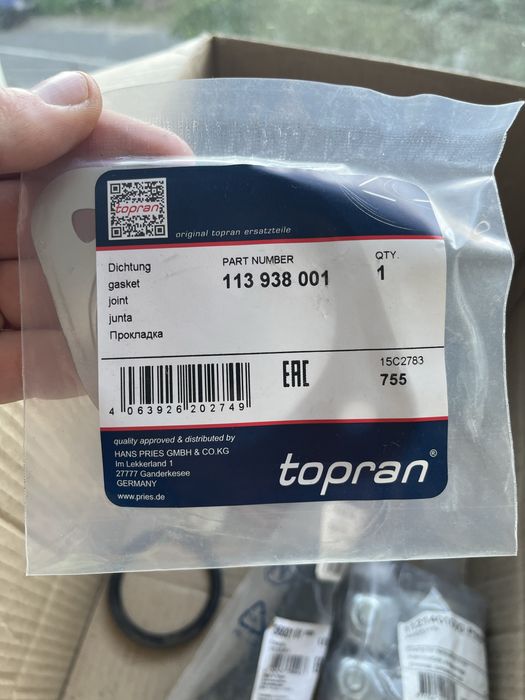 topran
original topran ersatzteile
Dichtung
gasket
joint
junta
Прокладка
PART NUMBER
113 938 001
QTY.
1
4 063926 202749
EAC
15C2783
755
quality approved & distributed by
HANS PRIES GMBH & CO.KG
Im Lekkerland 1
27777 Ganderkesee
GERMANY
www.pries.de
topran®